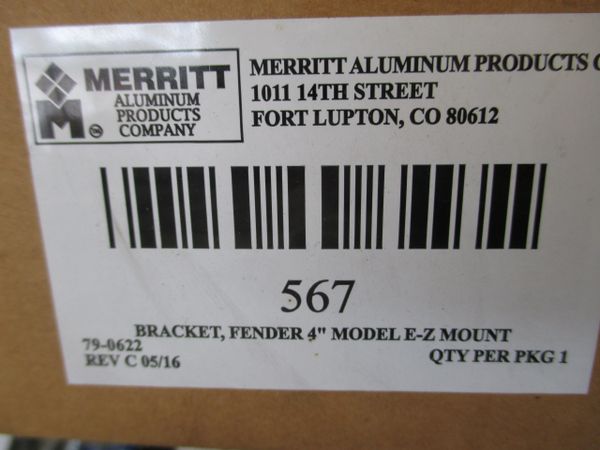 MERRITT
ALUMINUM
PRODUCTS
COMPANY
M
TM
MERRITT ALUMINUM PRODUCTS C
1011 14TH STREET
FORT LUPTON, CO 80612
567
BRACKET, FENDER 4" MODEL E-Z MOUNT
79-0622
REV C 05/16
QTY PER PKG 1